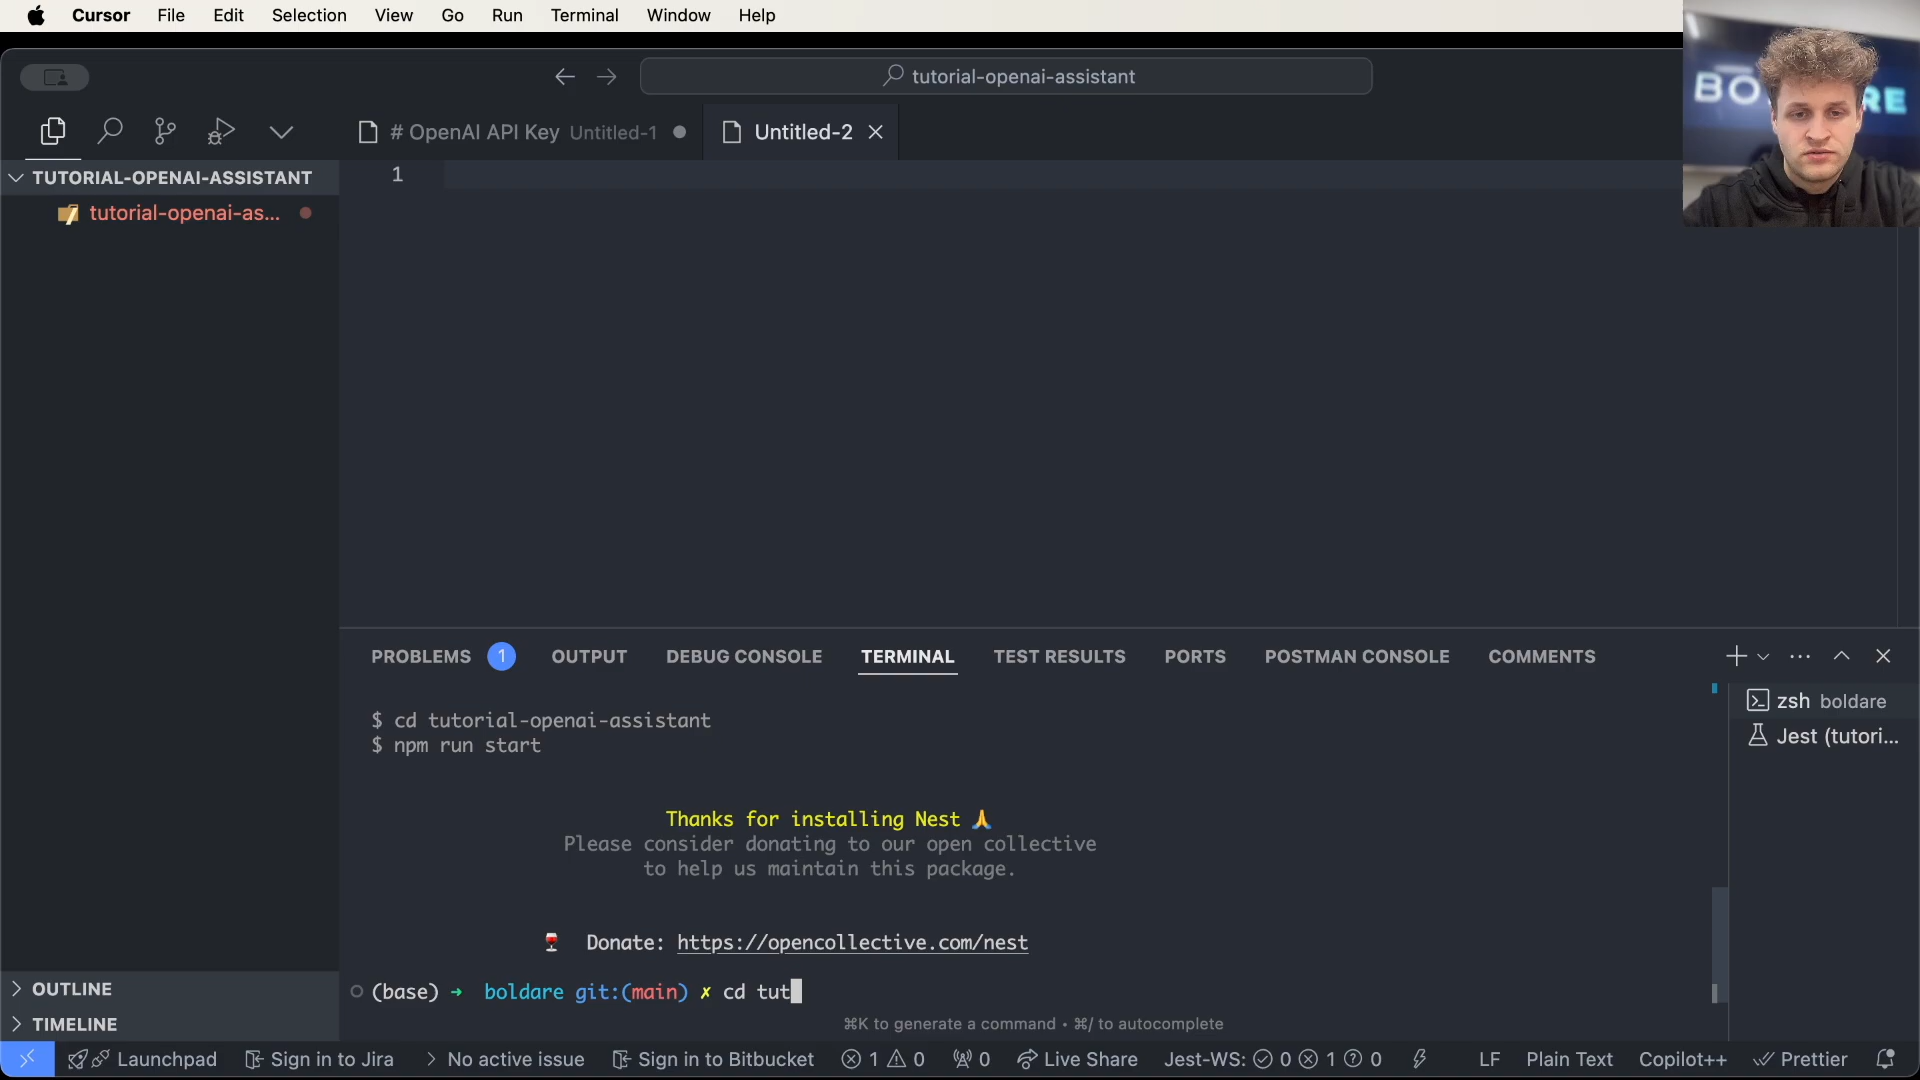 Cursor File Edit Selection View Go Run Terminal Window Help
tutorial-openai-assistant
# OpenAI API Key Untitled-1
Untitled-2
TUTORIAL-OPENAI-ASSISTANT
1
tutorial-openai-as...
PROBLEMS 1 OUTPUT DEBUG CONSOLE TERMINAL TEST RESULTS PORTS POSTMAN CONSOLE COMMENTS
$ cd tutorial-openai-assistant
$ npm run start
Thanks for installing Nest 🙏
Please consider donating to our open collective
to help us maintain this package.
🍷 Donate: https://opencollective.com/nest
(base) ➜ boldare git:(main) ✗ cd tut
⌘K to generate a command • ⌘/ to autocomplete
zsh boldare
Jest (tutori...
OUTLINE
TIMELINE
Launchpad Sign in to Jira No active issue Sign in to Bitbucket 1 0 0 Live Share Jest-WS: 0 1 0 LF Plain Text Copilot++ Prettier